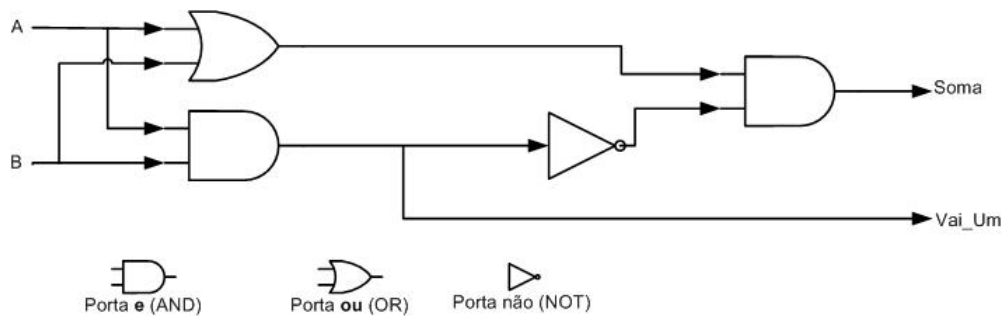 A
Soma
B
Vai_Um
Porta e (AND)
Porta ou (OR)
Porta não (NOT)